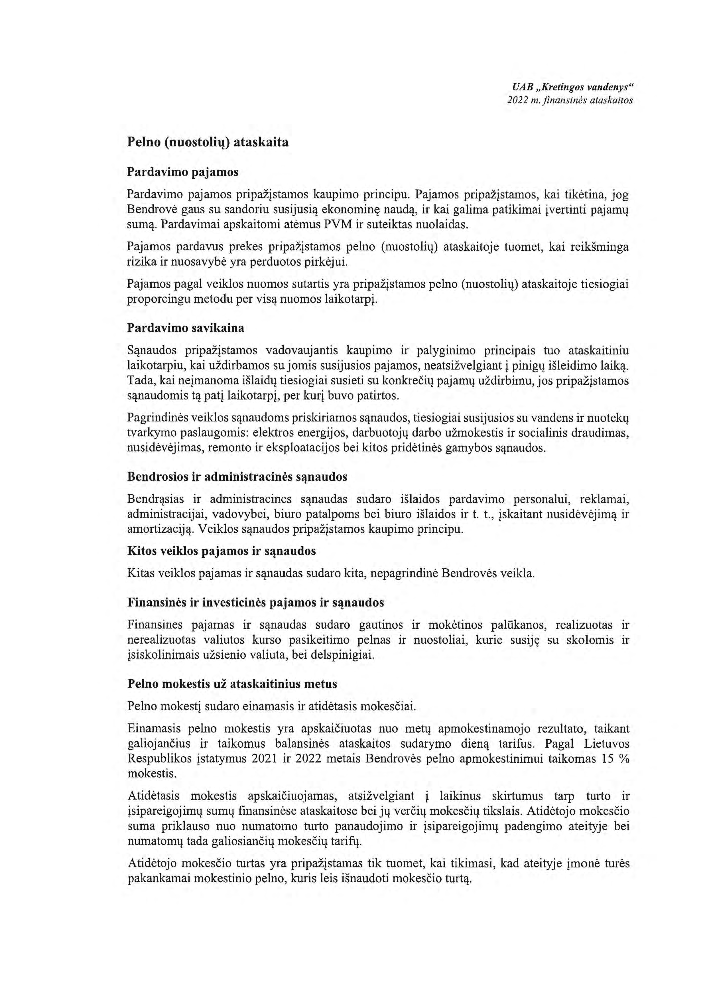 UAB „Kretingos vandenys“
2022 m. finansinės ataskaitos
Pelno (nuostolių) ataskaita
Pardavimo pajamos
Pardavimo pajamos pripažįstamos kaupimo principu. Pajamos pripažįstamos, kai tikėtina, jog
Bendrovė gaus su sandoriu susijusią ekonominę naudą, ir kai galima patikimai įvertinti pajamų
sumą. Pardavimai apskaitomi atėmus PVM ir suteiktas nuolaidas.
Pajamos pardavus prekes pripažįstamos pelno (nuostolių) ataskaitoje tuomet, kai reikšminga
rizika ir nuosavybė yra perduotos pirkėjui.
Pajamos pagal veiklos nuomos sutartis yra pripažįstamos pelno (nuostolių) ataskaitoje tiesiogiai
proporcingu metodu per visą nuomos laikotarpį.
Pardavimo savikaina
Sąnaudos pripažįstamos vadovaujantis kaupimo ir palyginimo principais tuo ataskaitiniu
laikotarpiu, kai uždirbamos su jomis susijusios pajamos, neatsižvelgiant į pinigų išleidimo laiką.
Tada, kai neįmanoma išlaidų tiesiogiai susieti su konkrečių pajamų uždirbimu, jos pripažįstamos
sąnaudomis tą patį laikotarpį, per kurį buvo patirtos.
Pagrindinės veiklos sąnaudoms priskiriamos sąnaudos, tiesiogiai susijusios su vandens ir nuotekų
tvarkymo paslaugomis: elektros energijos, darbuotojų darbo užmokestis ir socialinis draudimas,
nusidėvėjimas, remonto ir eksploatacijos bei kitos pridėtinės gamybos sąnaudos.
Bendrosios ir administracinės sąnaudos
Bendrąsias ir administracines sąnaudas sudaro išlaidos pardavimo personalui, reklamai,
administracijai, vadovybei, biuro patalpoms bei biuro išlaidos ir t. t., įskaitant nusidėvėjimą ir
amortizaciją. Veiklos sąnaudos pripažįstamos kaupimo principu.
Kitos veiklos pajamos ir sąnaudos
Kitas veiklos pajamas ir sąnaudas sudaro kita, nepagrindinė Bendrovės veikla.
Finansinės ir investicinės pajamos ir sąnaudos
Finansines pajamas ir sąnaudas sudaro gautinos ir mokėtinos palūkanos, realizuotas ir
nerealizuotas valiutos kurso pasikeitimo pelnas ir nuostoliai, kurie susiję su skolomis ir
įsiskolinimais užsienio valiuta, bei delspinigiai.
Pelno mokestis už ataskaitinius metus
Pelno mokestį sudaro einamasis ir atidėtasis mokesčiai.
Einamasis pelno mokestis yra apskaičiuotas nuo metų apmokestinamojo rezultato, taikant
galiojančius ir taikomus balansinės ataskaitos sudarymo dieną tarifus. Pagal Lietuvos
Respublikos įstatymus 2021 ir 2022 metais Bendrovės pelno apmokestinimui taikomas 15 %
mokestis.
Atidėtasis mokestis apskaičiuojamas, atsižvelgiant į laikinus skirtumus tarp turto ir
įsipareigojimų sumų finansinėse ataskaitose bei jų verčių mokesčių tikslais. Atidėtojo mokesčio
suma priklauso nuo numatomo turto panaudojimo ir įsipareigojimų padengimo ateityje bei
numatomų tada galiosiančių mokesčių tarifų.
Atidėtojo mokesčio turtas yra pripažįstamas tik tuomet, kai tikimasi, kad ateityje įmonė turės
pakankamai mokestinio pelno, kuris leis išnaudoti mokesčio turtą.